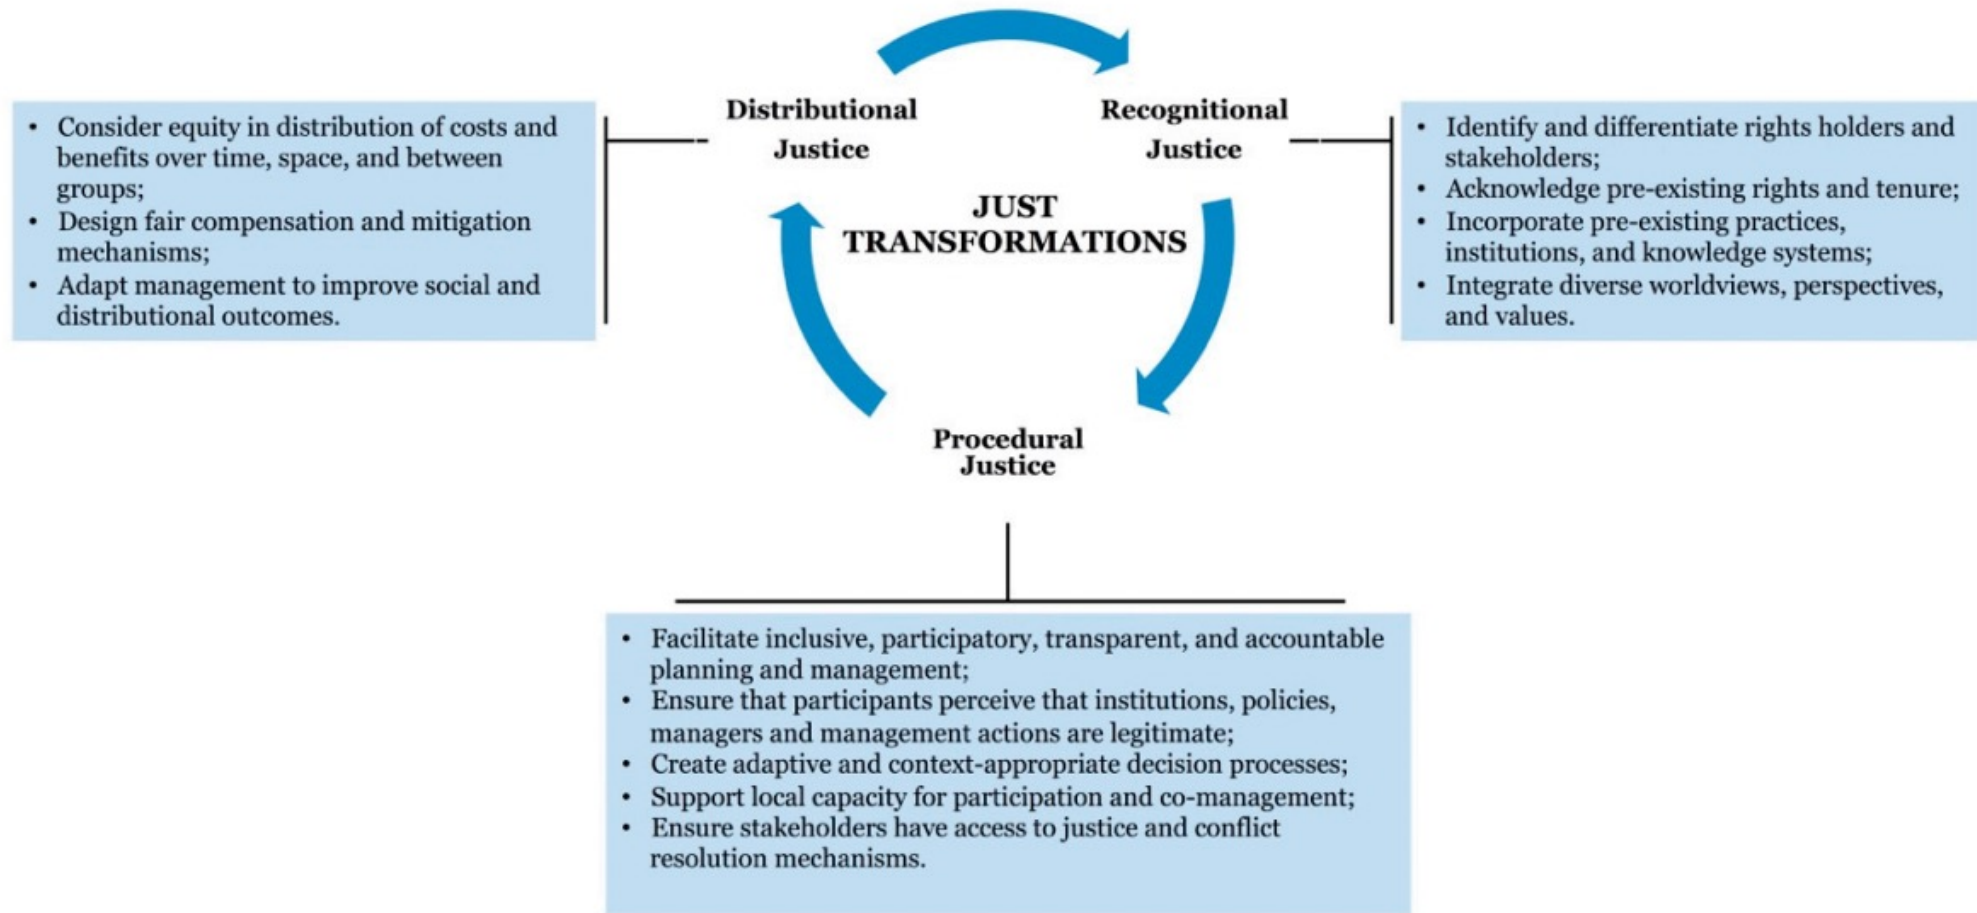 Distributional
Justice
Recognitional
Justice
JUST
TRANSFORMATIONS
Procedural
Justice
• Consider equity in distribution of costs and
benefits over time, space, and between
groups;
• Design fair compensation and mitigation
mechanisms;
• Adapt management to improve social and
distributional outcomes.
• Identify and differentiate rights holders and
stakeholders;
• Acknowledge pre-existing rights and tenure;
• Incorporate pre-existing practices,
institutions, and knowledge systems;
• Integrate diverse worldviews, perspectives,
and values.
• Facilitate inclusive, participatory, transparent, and accountable
planning and management;
• Ensure that participants perceive that institutions, policies,
managers and management actions are legitimate;
• Create adaptive and context-appropriate decision processes;
• Support local capacity for participation and co-management;
• Ensure stakeholders have access to justice and conflict
resolution mechanisms.